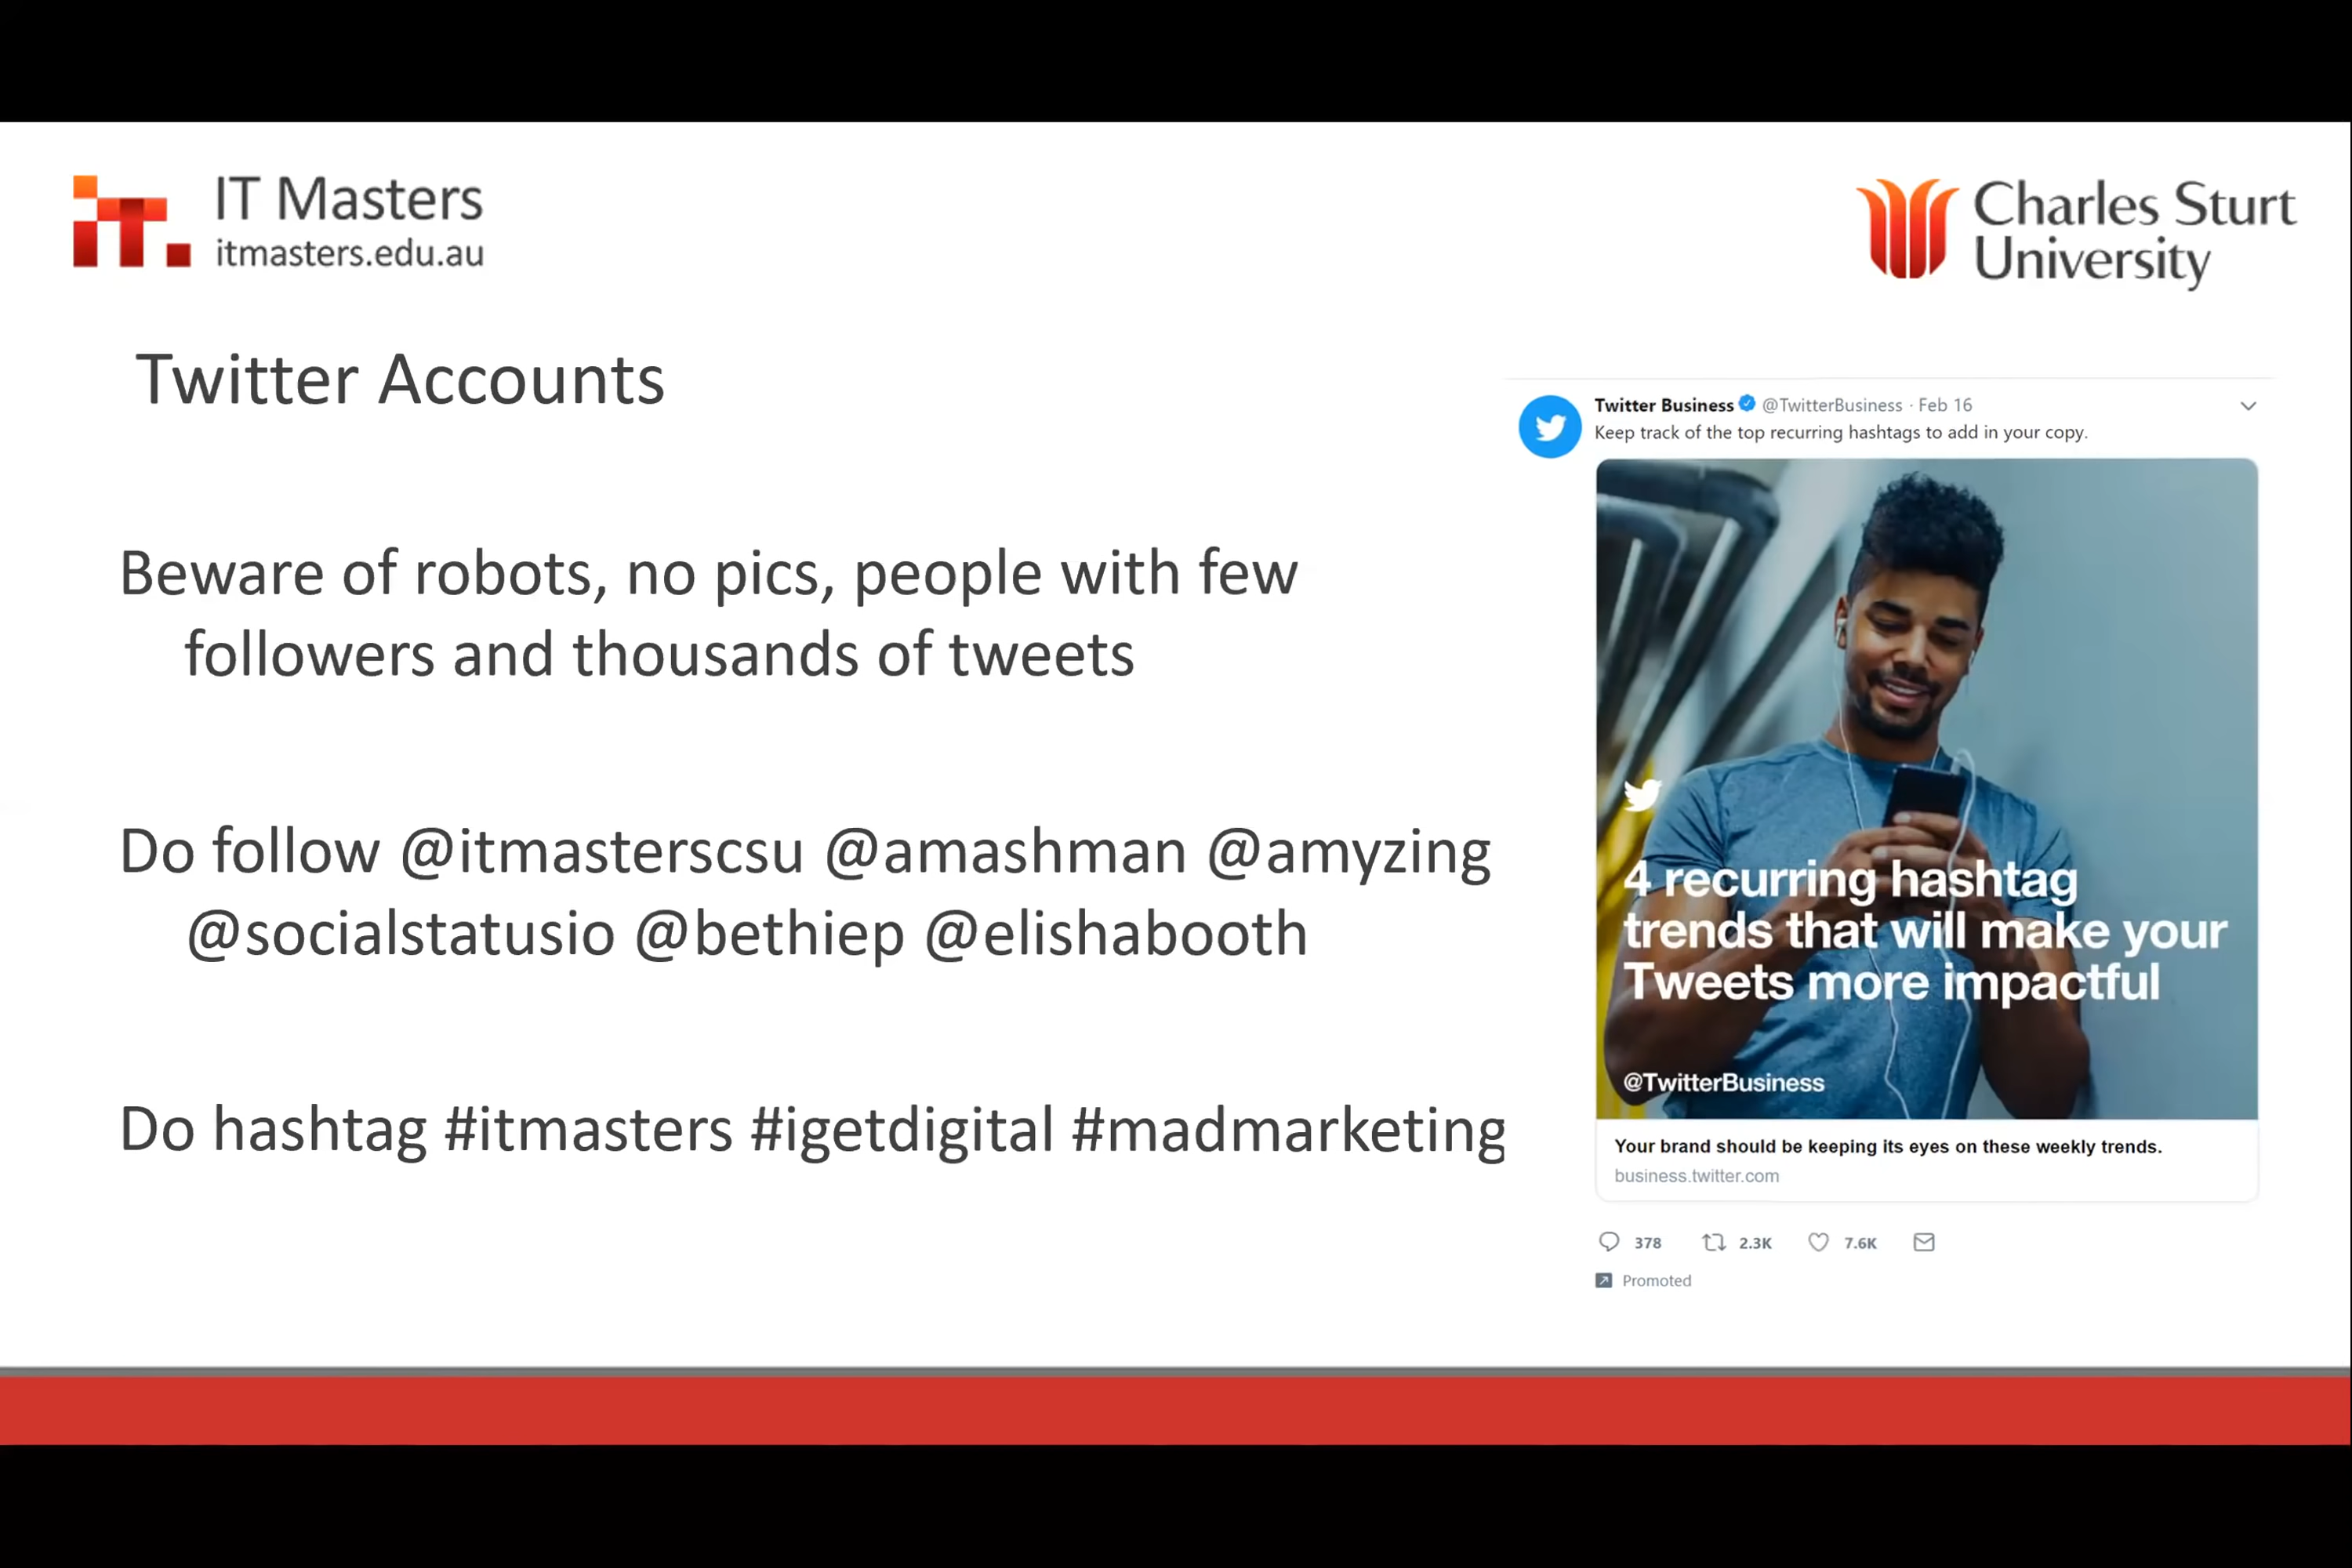 IT Masters
itmasters.edu.au
Charles Sturt
University
Twitter Accounts
Beware of robots, no pics, people with few
followers and thousands of tweets
Do follow @itmasterscsu @amashman @amyzing
@socialstatusio @bethiep @elishabooth
Do hashtag #itmasters #igetdigital #madmarketing
Twitter Business @TwitterBusiness · Feb 16
Keep track of the top recurring hashtags to add in your copy.
4 recurring hashtag
trends that will make your
Tweets more impactful
@TwitterBusiness
Your brand should be keeping its eyes on these weekly trends.
business.twitter.com
378 2.3K 7.6K
Promoted